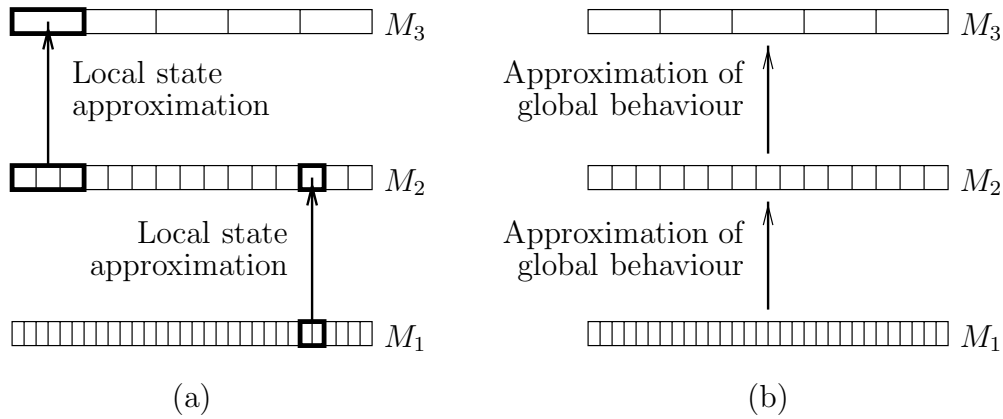 M3
Local state
approximation
M2
Local state
approximation
M1
(a)
M3
Approximation of
global behaviour
M2
Approximation of
global behaviour
M1
(b)